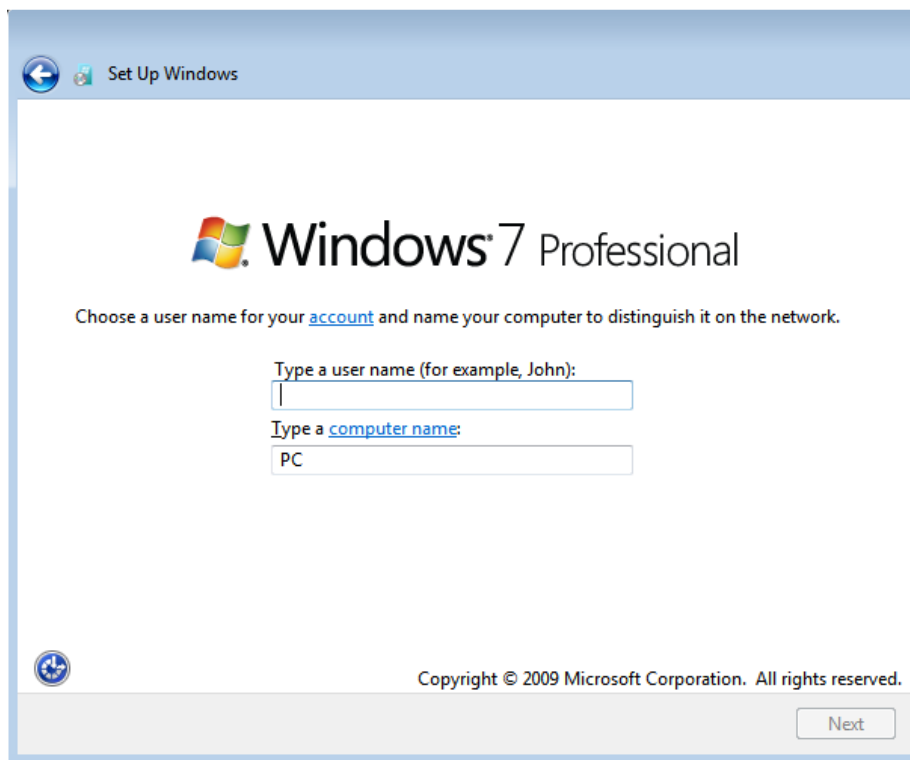 Set Up Windows
Windows 7 Professional
Choose a user name for your account and name your computer to distinguish it on the network.
Type a user name (for example, John):
Type a computer name:
PC
Copyright © 2009 Microsoft Corporation. All rights reserved.
Next